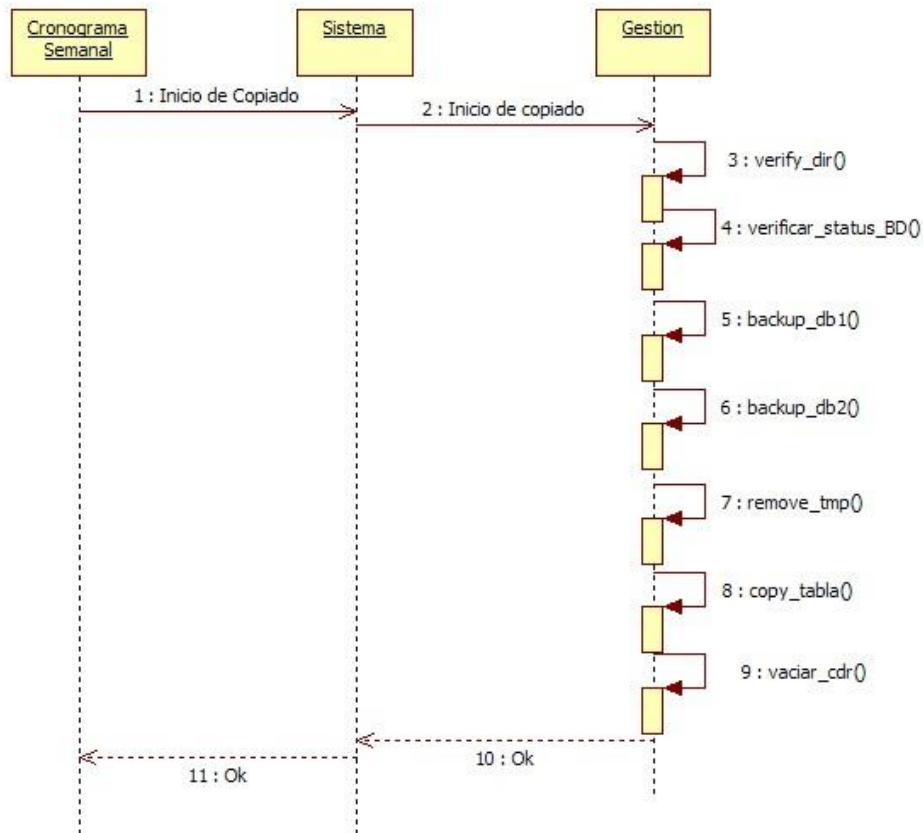 Cronograma
Semanal
Sistema
Gestion
1 : Inicio de Copiado
2 : Inicio de copiado
3 : verify_dir()
4 : verificar_status_BD()
5 : backup_db1()
6 : backup_db2()
7 : remove_tmp()
8 : copy_tabla()
9 : vaciar_cdr()
10 : Ok
11 : Ok